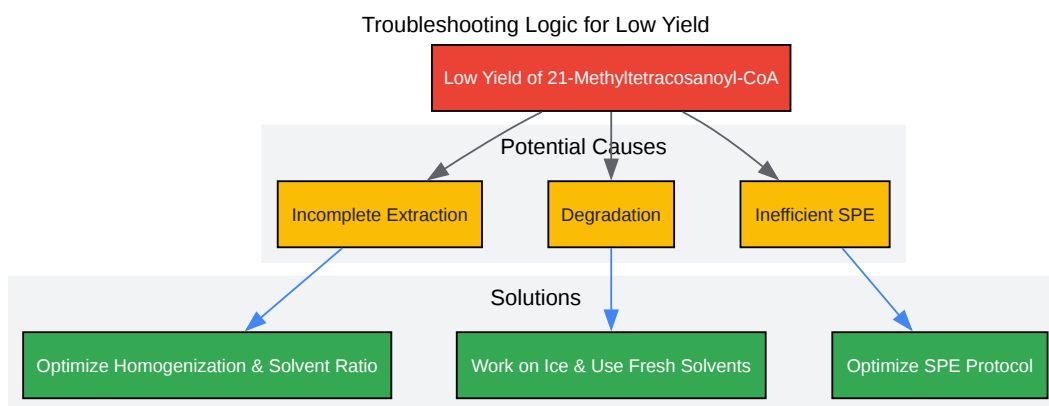 Troubleshooting Logic for Low Yield
Low Yield of 21-Methyltetracosanoyl-CoA
Potential Causes
Incomplete Extraction
Degradation
Inefficient SPE
Solutions
Optimize Homogenization & Solvent Ratio
Work on Ice & Use Fresh Solvents
Optimize SPE Protocol